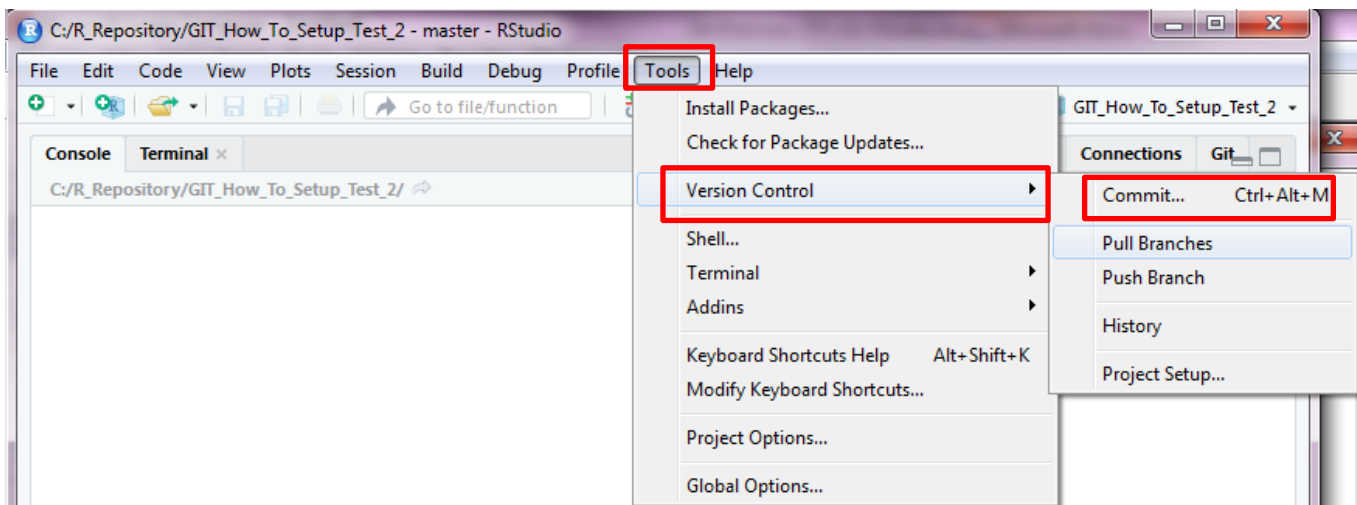 C:/R_Repository/GIT_How_To_Setup_Test_2 - master - RStudio
File Edit Code View Plots Session Build Debug Profile Tools Help
Go to file/function
GIT_How_To_Setup_Test_2
Console Terminal
Connections Git
C:/R_Repository/GIT_How_To_Setup_Test_2/
Install Packages...
Check for Package Updates...
Version Control
Shell...
Terminal
Addins
Keyboard Shortcuts Help Alt+Shift+K
Modify Keyboard Shortcuts...
Project Options...
Global Options...
Commit... Ctrl+Alt+M
Pull Branches
Push Branch
History
Project Setup...